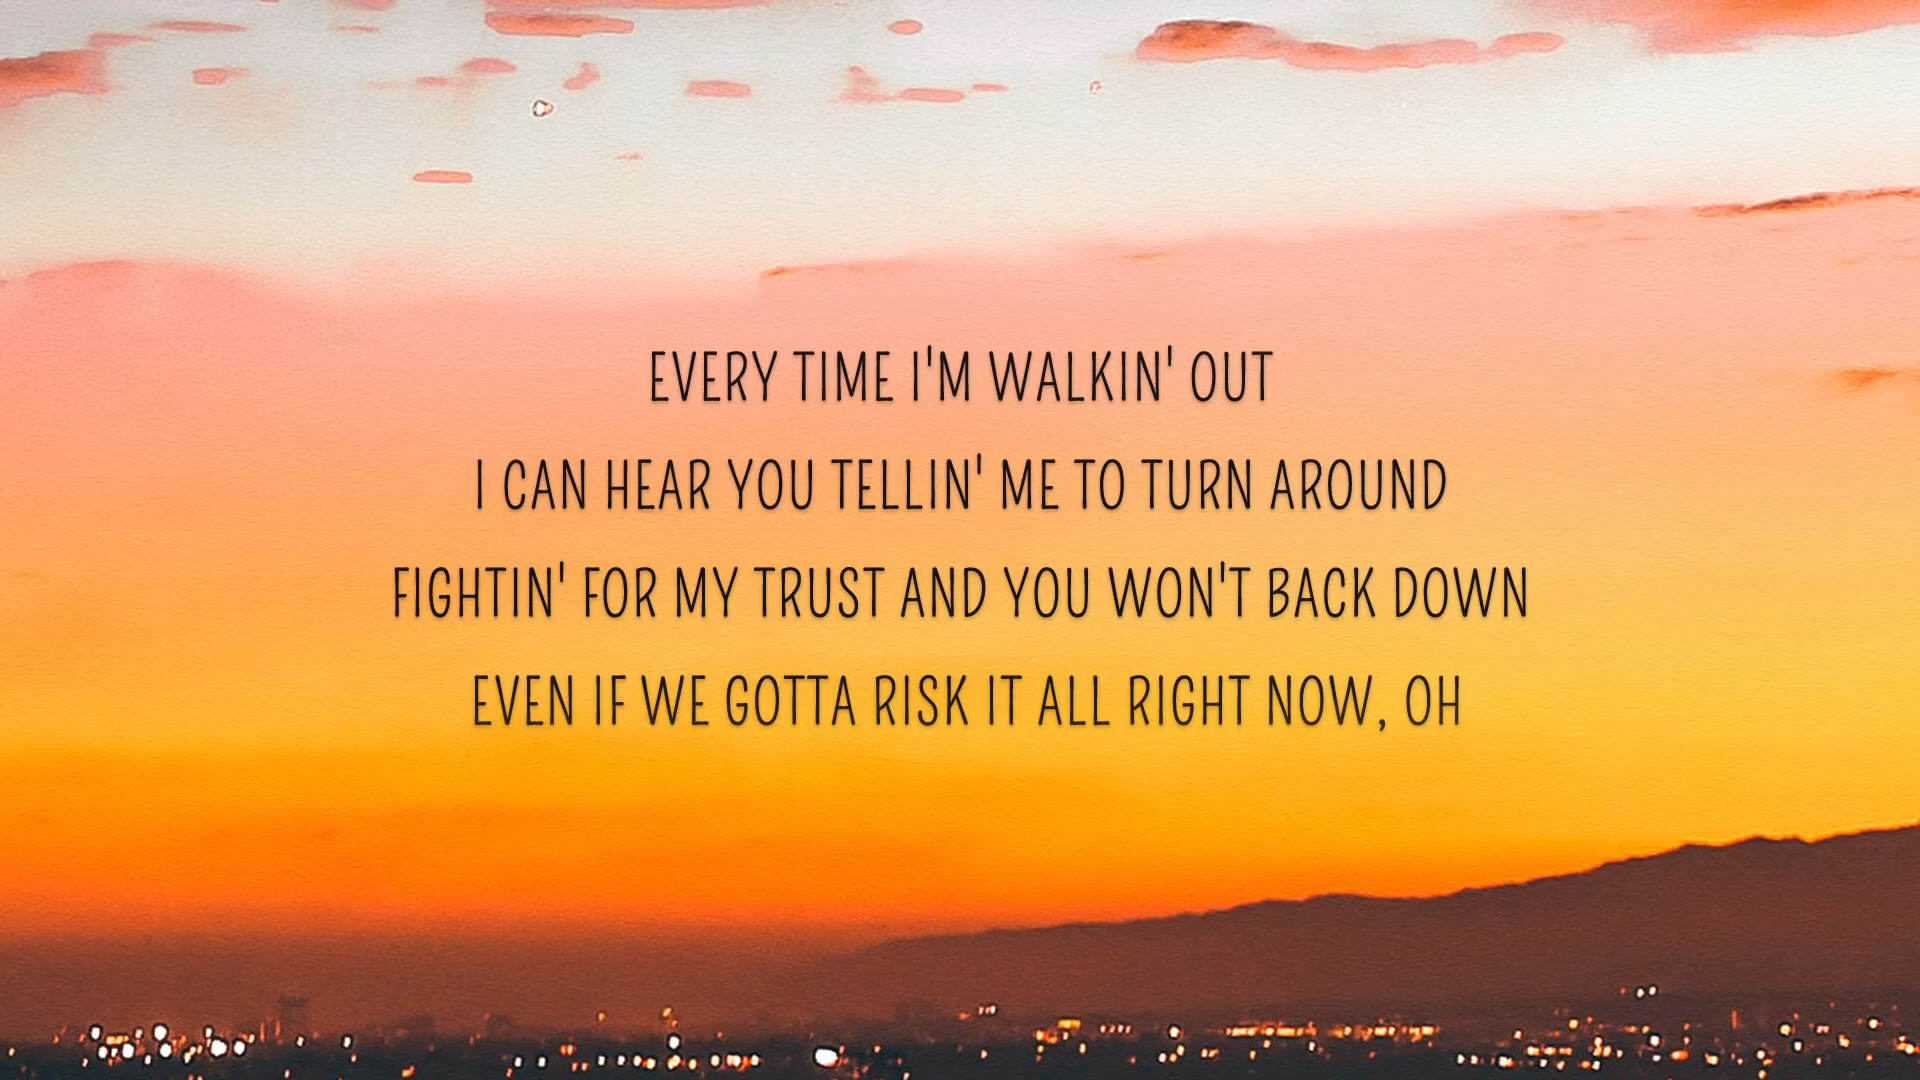 EVERY TIME I'M WALKIN' OUT
I CAN HEAR YOU TELLIN' ME TO TURN AROUND
FIGHTIN' FOR MY TRUST AND YOU WON'T BACK DOWN
EVEN IF WE GOTTA RISK IT ALL RIGHT NOW, OH